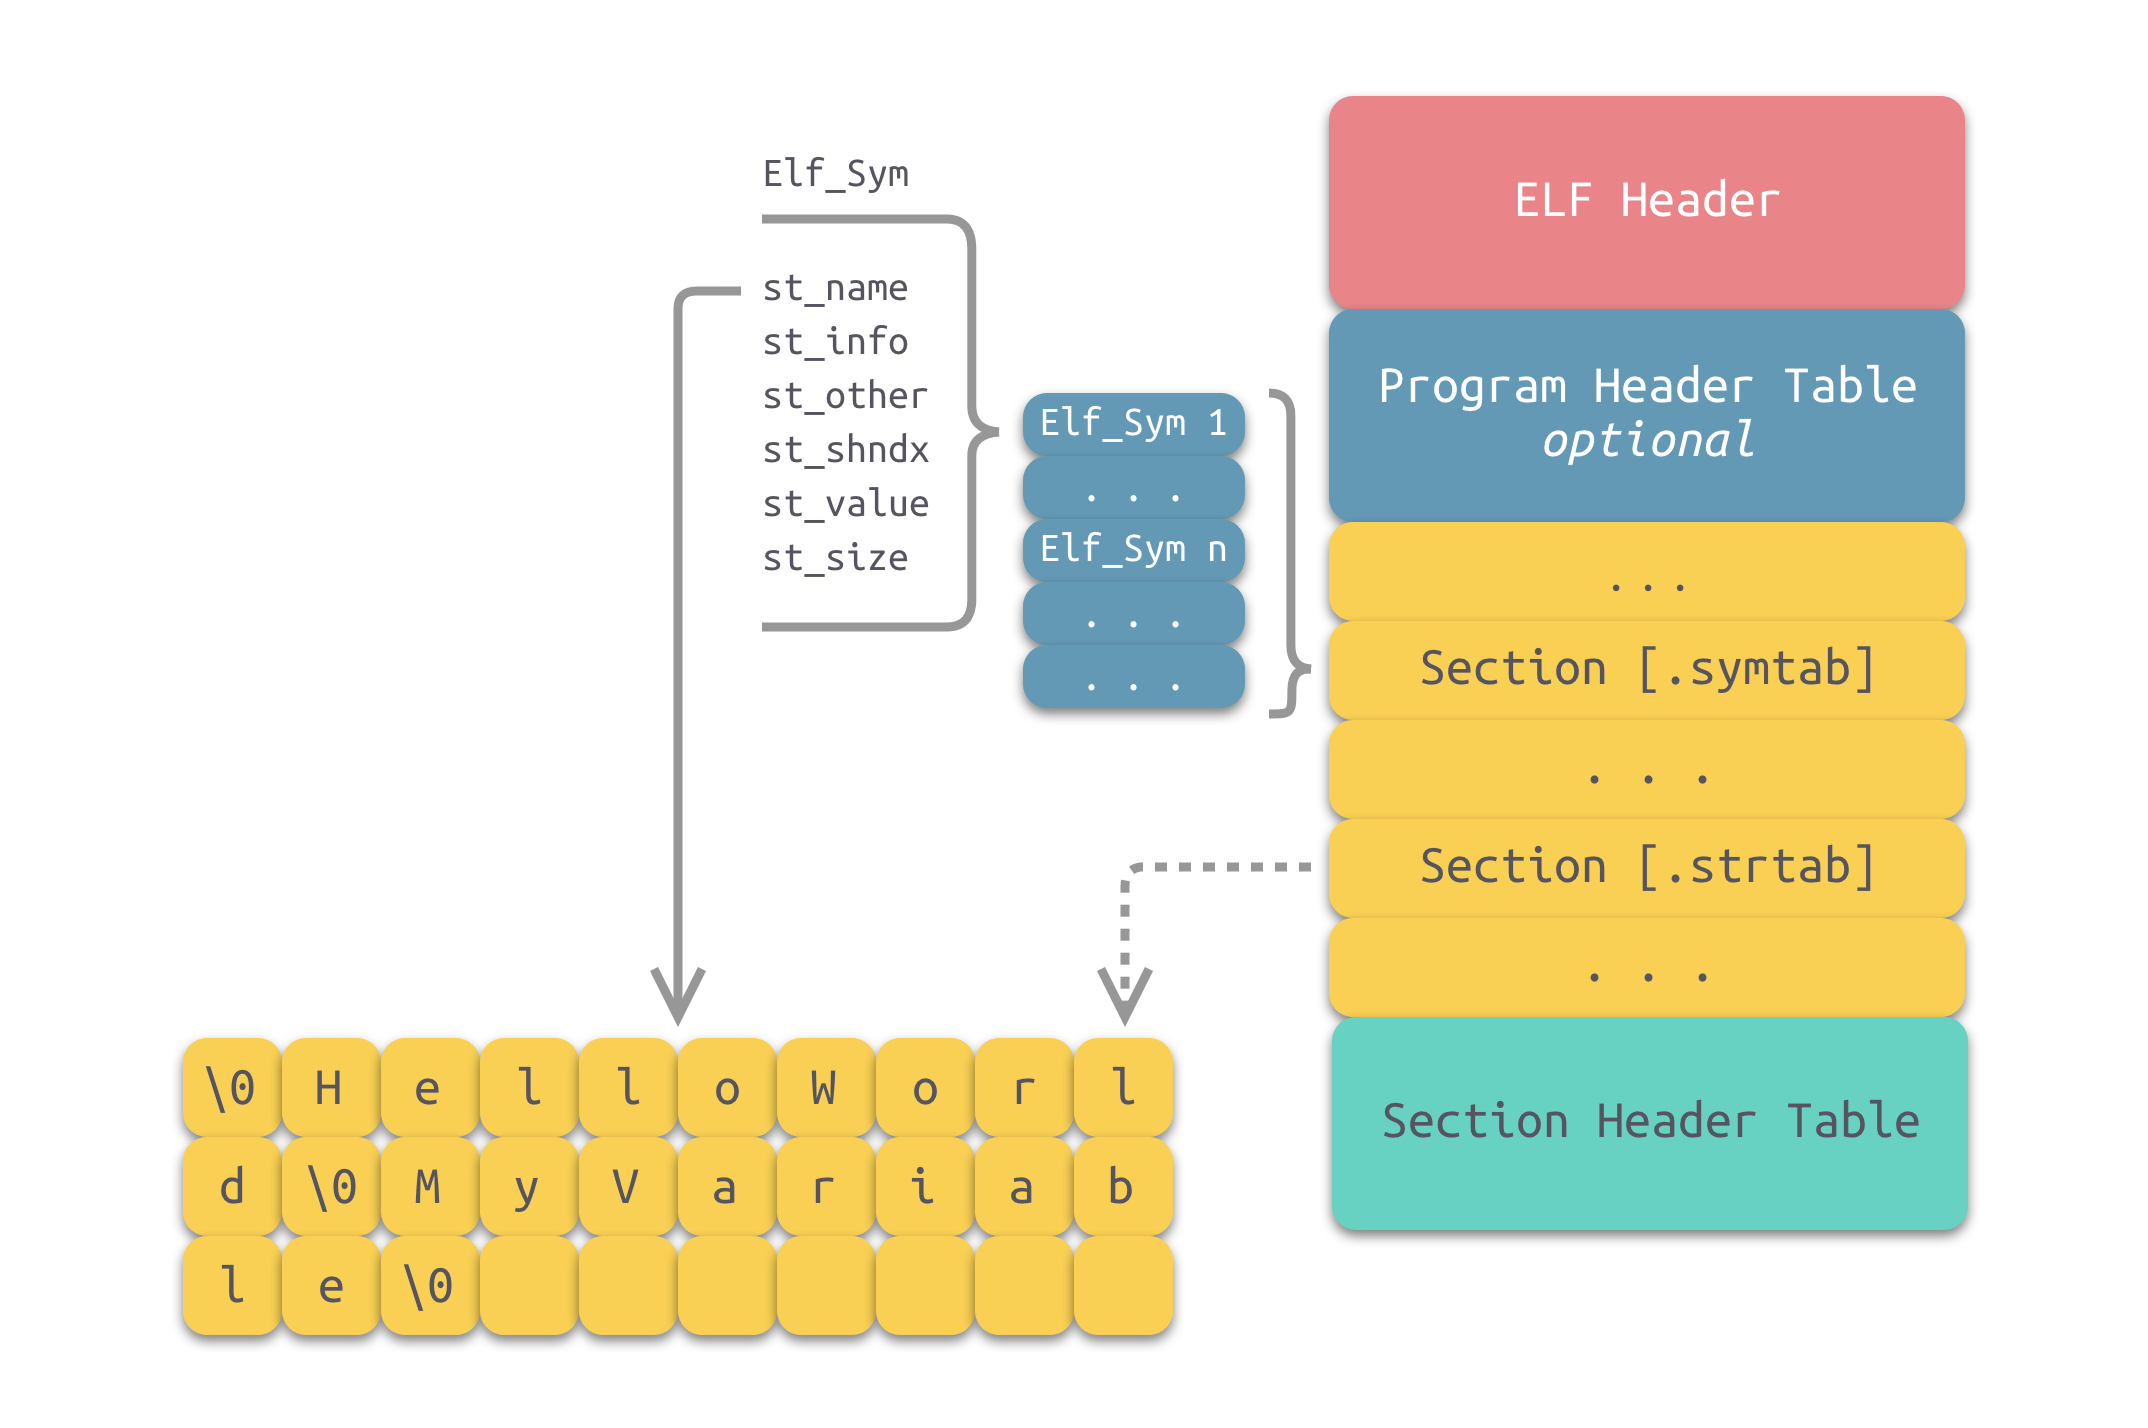 Elf_Sym
st_name
st_info
st_other
st_shndx
st_value
st_size
Elf_Sym 1
. . .
Elf_Sym n
. . .
. . .
ELF Header
Program Header Table
optional
...
Section [.symtab]
. . .
Section [.strtab]
. . .
Section Header Table
\0 H e l l o W o r l
d \0 M y V a r i a b
l e \0